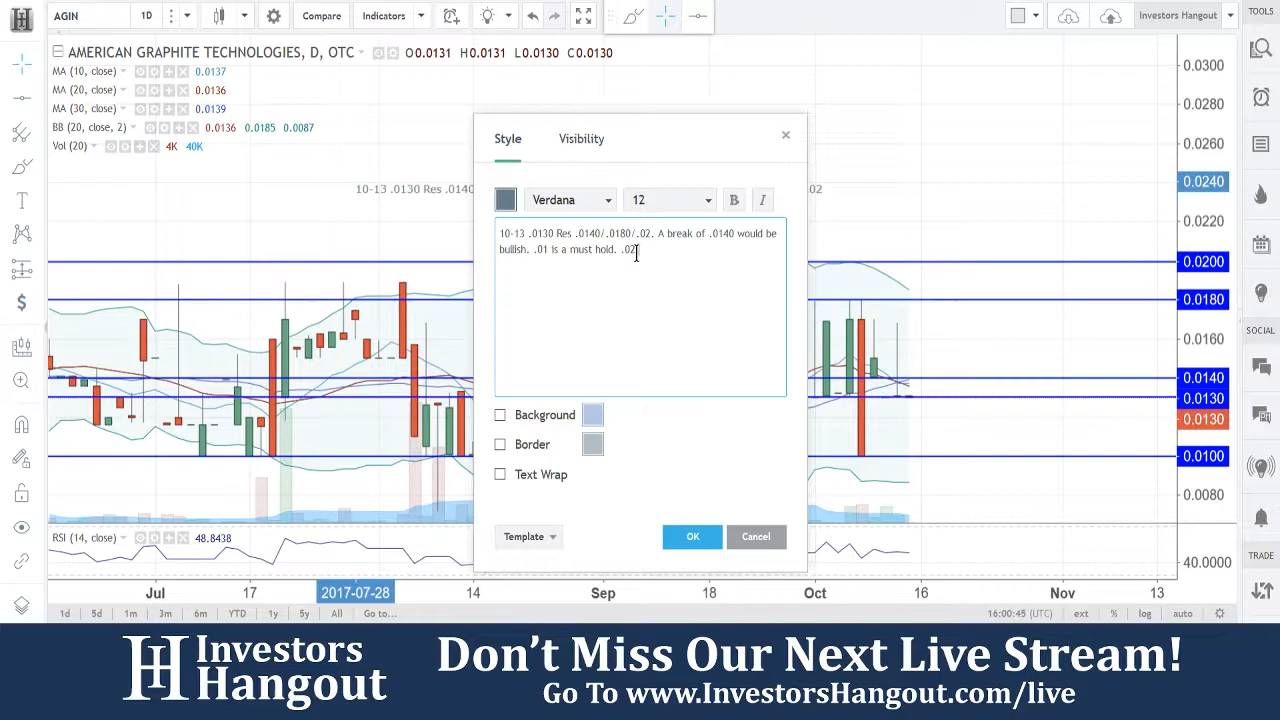 AGIN
1D
Compare
Indicators
Investors Hangout
TOOLS
AMERICAN GRAPHITE TECHNOLOGIES, D, OTC
O0.0131 H0.0131 L0.0130 C0.0130
MA (10, close) 0.0137
MA (20, close) 0.0136
MA (30, close) 0.0139
BB (20, close, 2) 0.0136 0.0185 0.0087
Vol (20) 4K 40K
10-13 .0130 Res .0140
02
Style
Visibility
×
Verdana
12
B
I
10-13 .0130 Res .0140/.0180/.02. A break of .0140 would be
bullish. .01 is a must hold. .02
Background
Border
Text Wrap
Template
OK
Cancel
0.0300
0.0280
0.0260
0.0240
0.0220
0.0200
0.0180
0.0160
0.0140
0.0130
0.0130
0.0100
0.0080
SOCIAL
TRADE
RSI (14, close) 48.8438
40.0000
Jul 17 2017-07-28 14 Sep 18 Oct 16 Nov 13
1d 5d 1m 3m 6m YTD 1y 5y All Go to...
16:00:45 (UTC) ext % log auto
Investors
Hangout
Don't Miss Our Next Live Stream!
Go To www.InvestorsHangout.com/live